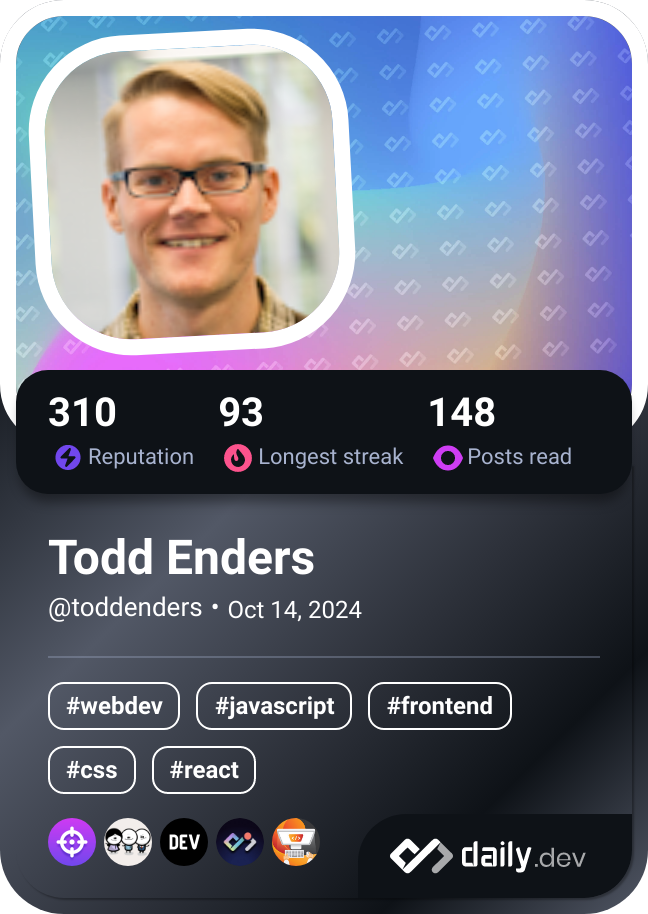 310 93 148
Reputation Longest streak Posts read
Todd Enders
@toddenders • Oct 14, 2024
#webdev #javascript #frontend
#css #react
DEV
daily.dev